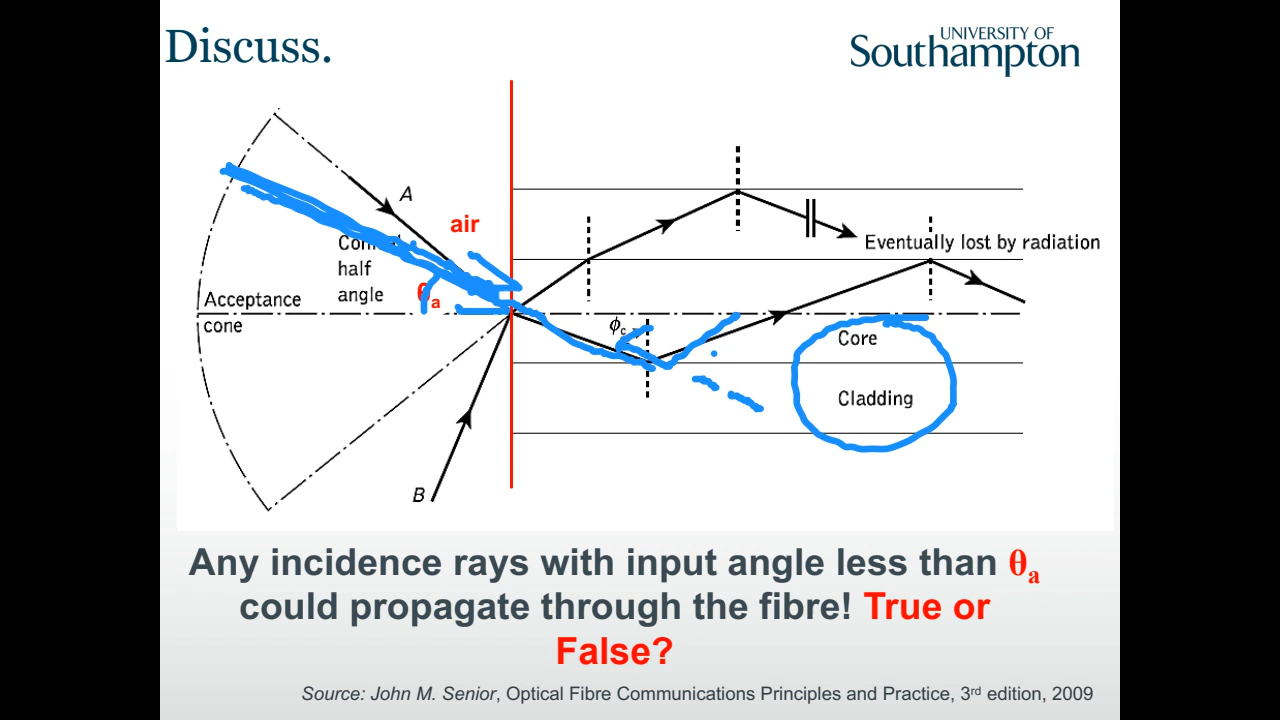 Discuss.
UNIVERSITY OF
Southampton
A
air
Eventually lost by radiation
half
angle
θa
Acceptance
cone
ϕc
Core
Cladding
B
Any incidence rays with input angle less than θa
could propagate through the fibre! True or
False?
Source: John M. Senior, Optical Fibre Communications Principles and Practice, 3rd edition, 2009